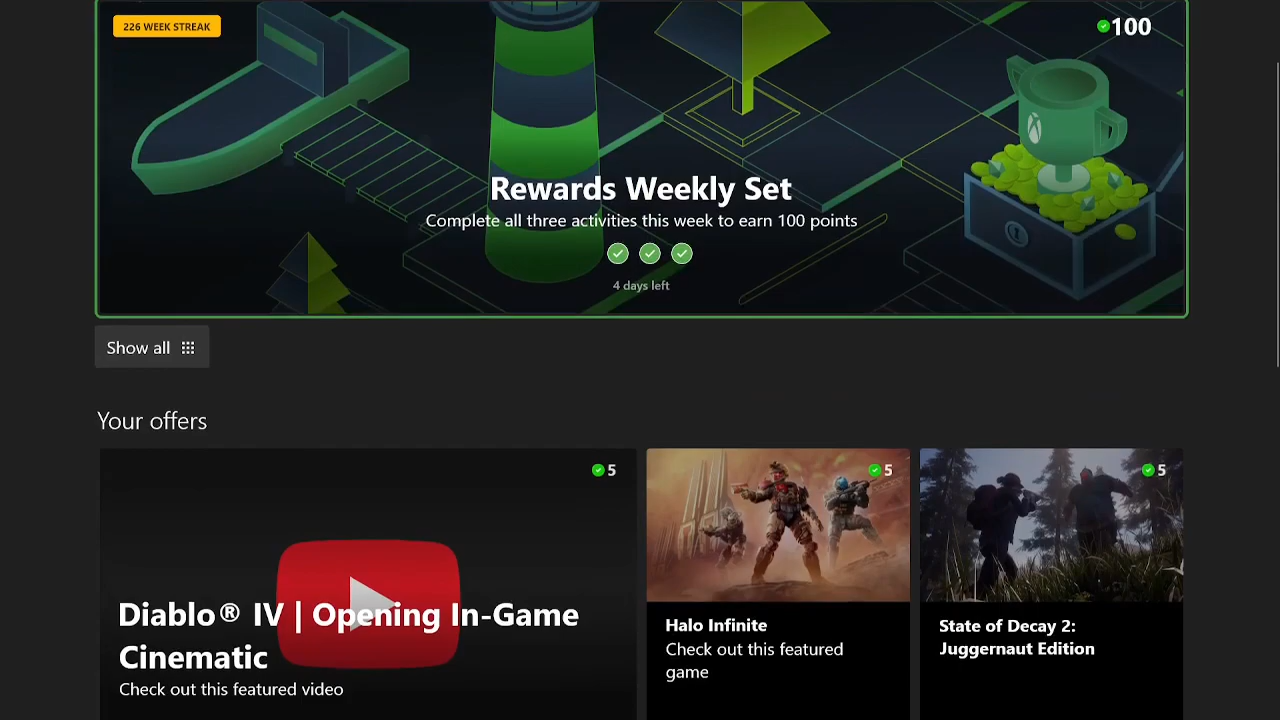 226 WEEK STREAK
100
Rewards Weekly Set
Complete all three activities this week to earn 100 points
4 days left
Show all
Your offers
5
Diablo® IV | Opening In-Game
Cinematic
Check out this featured video
5
Halo Infinite
Check out this featured
game
5
State of Decay 2:
Juggernaut Edition